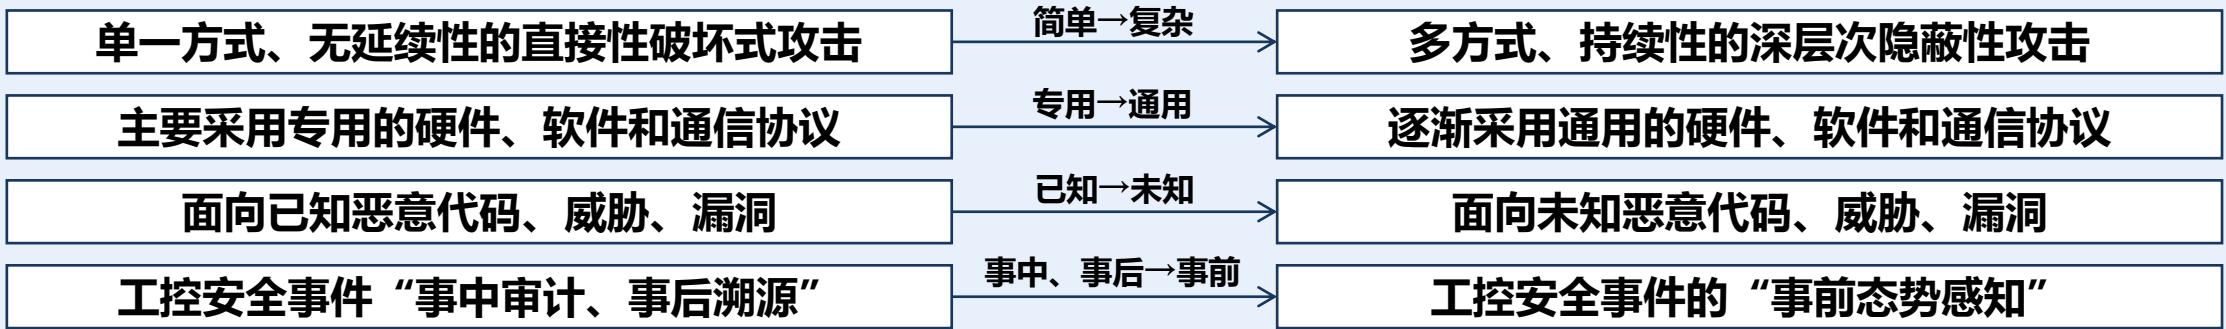 简单→复杂
单一方式、无延续性的直接性破坏式攻击
多方式、持续性的深层次隐蔽性攻击
专用→通用
主要采用专用的硬件、软件和通信协议
逐渐采用通用的硬件、软件和通信协议
已知→未知
面向已知恶意代码、威胁、漏洞
面向未知恶意代码、威胁、漏洞
事中、事后→事前
工控安全事件“事中审计、事后溯源”
工控安全事件的“事前态势感知”